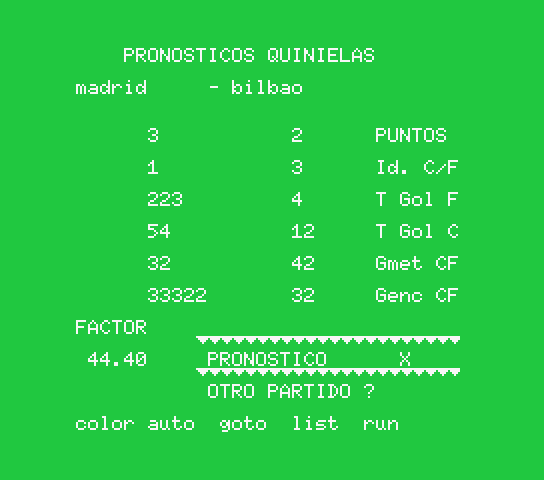 PRONOSTICOS QUINIELAS
madrid - bilbao
3 2 PUNTOS
1 3 Id. C/F
223 4 T Gol F
54 12 T Gol C
32 42 Gmet CF
33322 32 Genc CF
FACTOR
44.40 PRONOSTICO X
OTRO PARTIDO ?
color auto goto list run